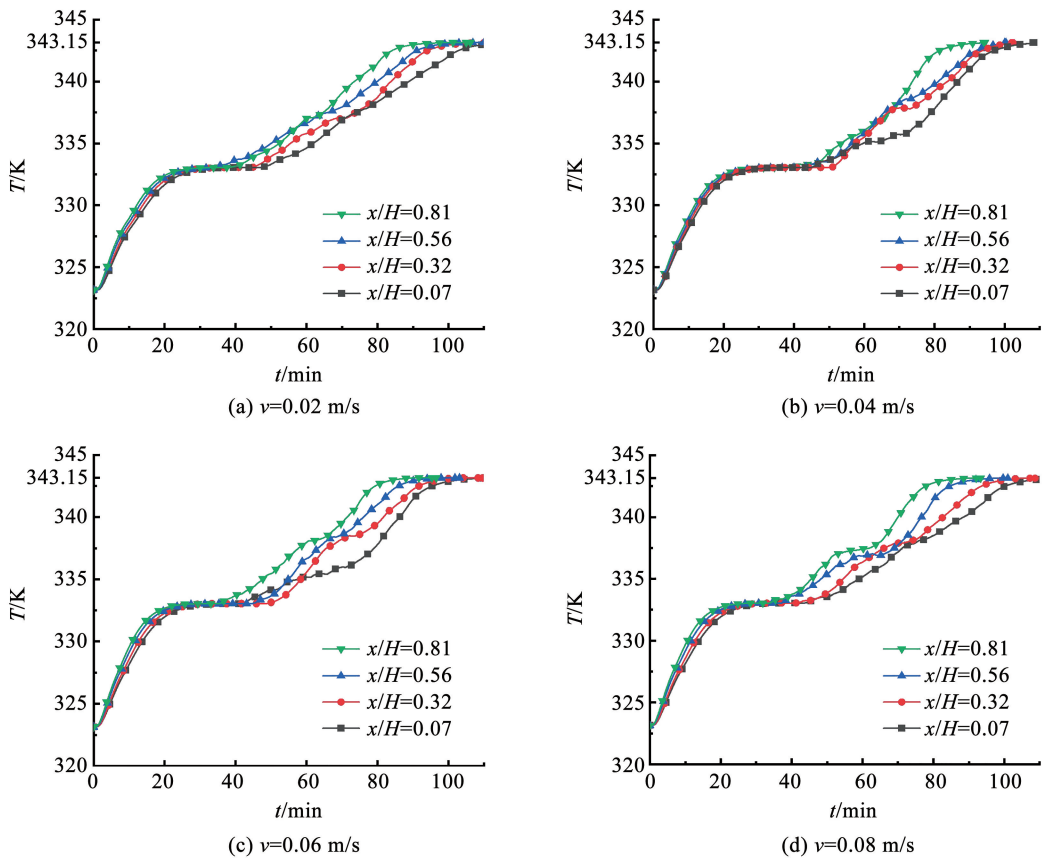 345
343.15
340
335
330
325
320
T/K
x/H=0.81
x/H=0.56
x/H=0.32
x/H=0.07
0 20 40 60 80 100
t/min
(a) v=0.02 m/s
345
343.15
340
335
330
325
320
T/K
x/H=0.81
x/H=0.56
x/H=0.32
x/H=0.07
0 20 40 60 80 100
t/min
(b) v=0.04 m/s
345
343.15
340
335
330
325
320
T/K
x/H=0.81
x/H=0.56
x/H=0.32
x/H=0.07
0 20 40 60 80 100
t/min
(c) v=0.06 m/s
345
343.15
340
335
330
325
320
T/K
x/H=0.81
x/H=0.56
x/H=0.32
x/H=0.07
0 20 40 60 80 100
t/min
(d) v=0.08 m/s